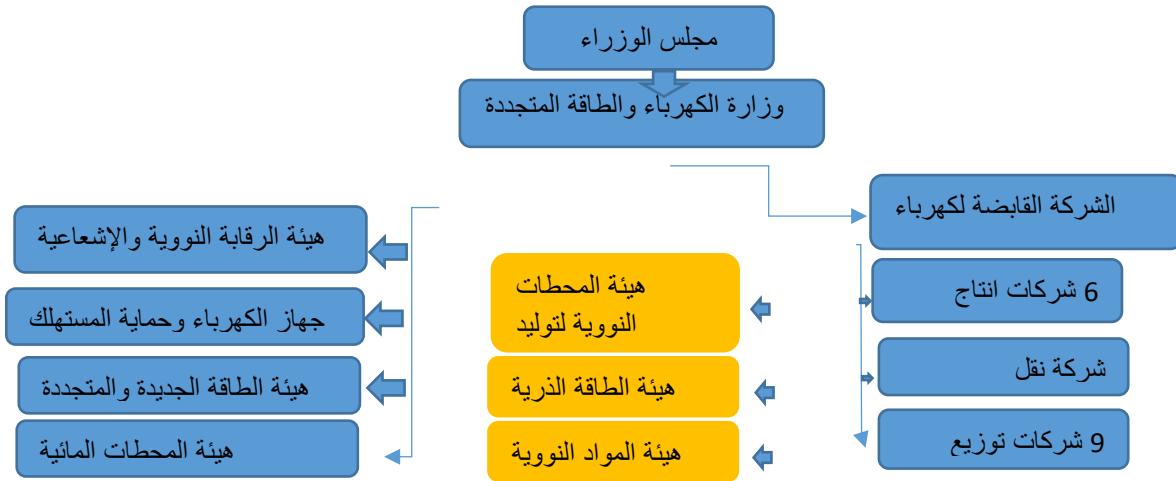 مجلس الوزراء
وزارة الكهرباء والطاقة المتجددة
الشركة القابضة لكهرباء
6 شركات انتاج
شركة نقل
9 شركات توزيع
هيئة المحطات
النووية لتوليد
هيئة الطاقة الذرية
هيئة المواد النووية
هيئة الرقابة النووية والإشعاعية
جهاز الكهرباء وحماية المستهلك
هيئة الطاقة الجديدة والمتجددة
هيئة المحطات المائية